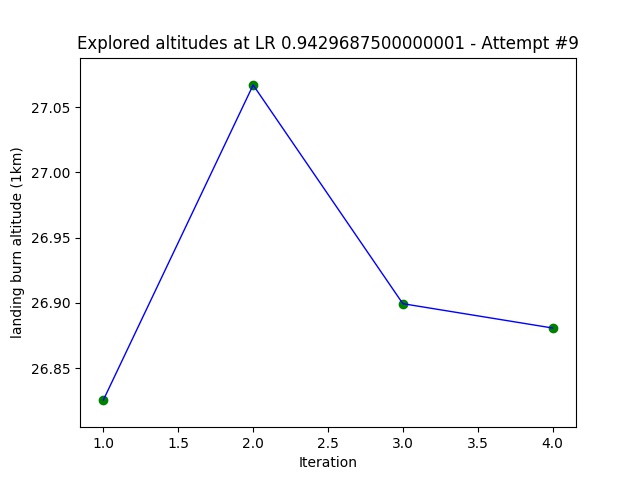 Explored altitudes at LR 0.9429687500000001 - Attempt #9
landing burn altitude (1km)
27.05
27.00
26.95
26.90
26.85
1.0 1.5 2.0 2.5 3.0 3.5 4.0
Iteration